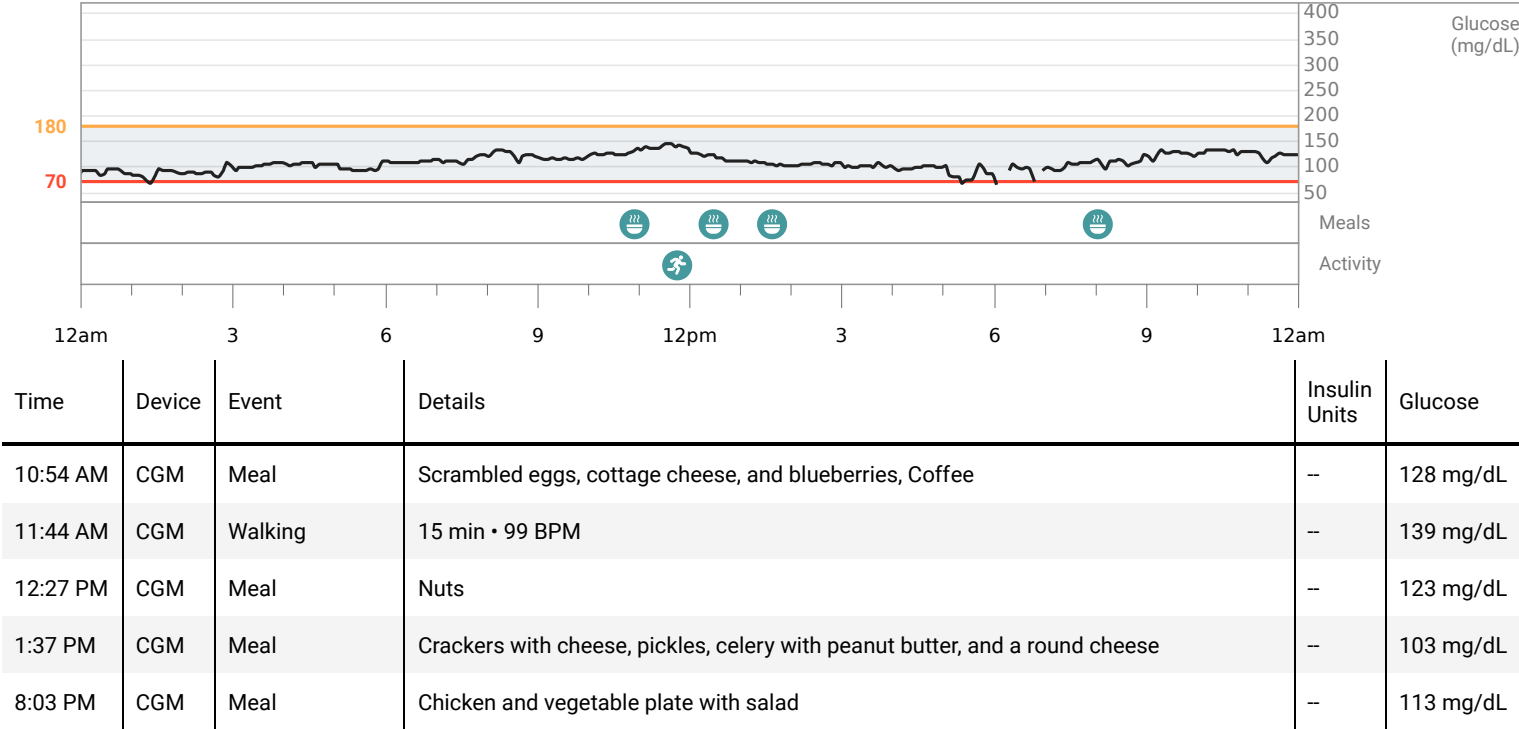 400
Glucose
350
(mg/dL)
300
250
200
180
150
100
70
50
Meals
Activity
12am 3 6 9 12pm 3 6 9 12am
Time Device Event Details Insulin Units Glucose
10:54 AM CGM Meal Scrambled eggs, cottage cheese, and blueberries, Coffee -- 128 mg/dL
11:44 AM CGM Walking 15 min • 99 BPM -- 139 mg/dL
12:27 PM CGM Meal Nuts -- 123 mg/dL
1:37 PM CGM Meal Crackers with cheese, pickles, celery with peanut butter, and a round cheese -- 103 mg/dL
8:03 PM CGM Meal Chicken and vegetable plate with salad -- 113 mg/dL